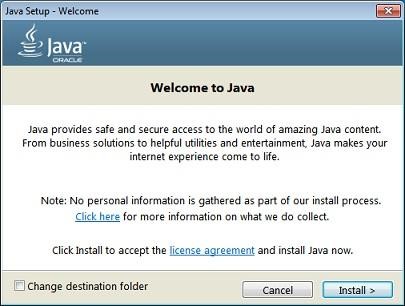 Java Setup - Welcome
Java™
ORACLE
Welcome to Java
Java provides safe and secure access to the world of amazing Java content.
From business solutions to helpful utilities and entertainment, Java makes your
internet experience come to life.
Note: No personal information is gathered as part of our install process.
Click here for more information on what we do collect.
Click Install to accept the license agreement and install Java now.
Change destination folder
Cancel
Install >